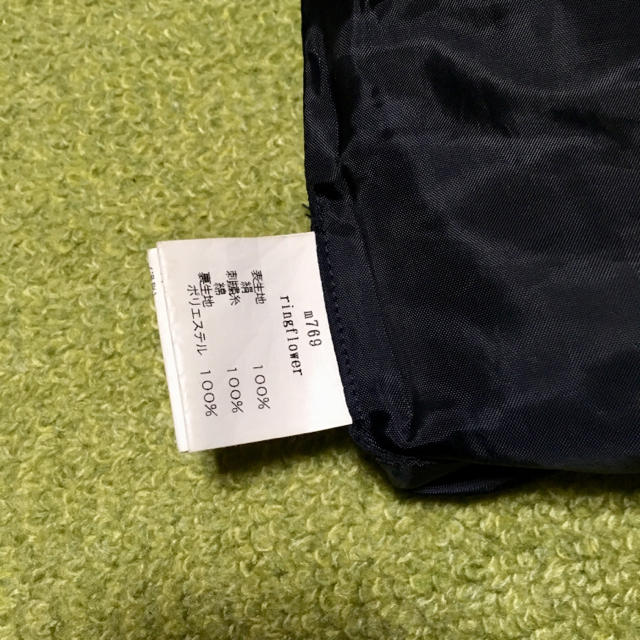 m769
ringflower
表生地
絹 100%
刺繍糸
綿 100%
裏生地
ポリエステル 100%